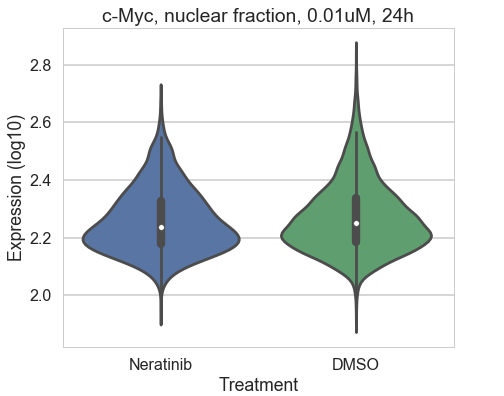 c-Myc, nuclear fraction, 0.01uM, 24h
Expression (log10)
2.8
2.6
2.4
2.2
2.0
Neratinib
DMSO
Treatment